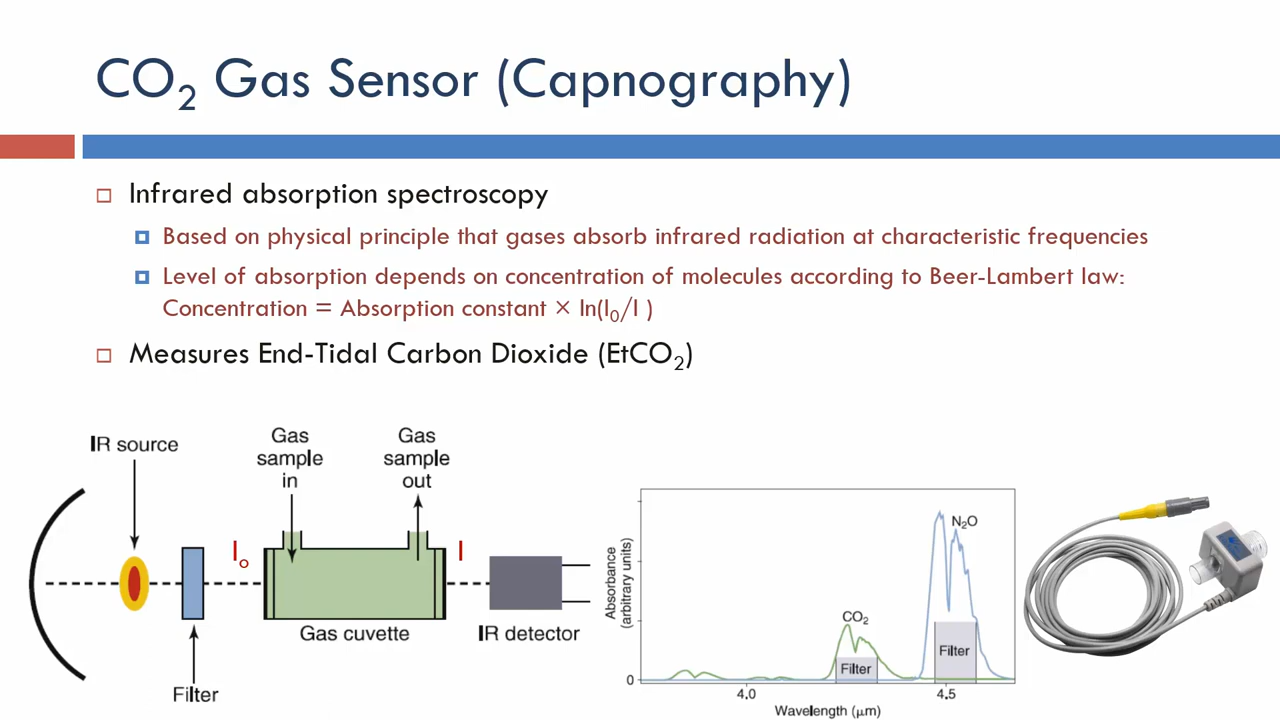 CO₂ Gas Sensor (Capnography)
Infrared absorption spectroscopy
Based on physical principle that gases absorb infrared radiation at characteristic frequencies
Level of absorption depends on concentration of molecules according to Beer-Lambert law:
Concentration = Absorption constant × ln(I₀/I )
Measures End-Tidal Carbon Dioxide (EtCO₂)
IR source
Gas
sample
in
Gas
sample
out
Iₒ
I
Gas cuvette
IR detector
Filter
Absorbance
(arbitrary units)
0
CO₂
Filter
N₂O
Filter
4.0
4.5
Wavelength (μm)